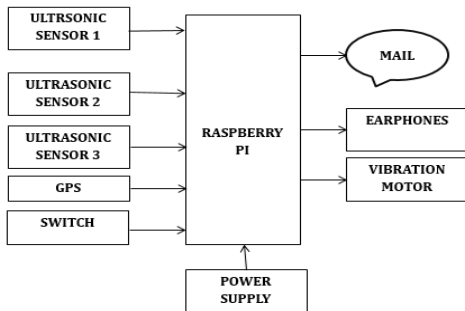 ULTRSONIC
SENSOR 1
ULTRASONIC
SENSOR 2
ULTRASONIC
SENSOR 3
GPS
SWITCH
RASPBERRY
PI
MAIL
EARPHONES
VIBRATION
MOTOR
POWER
SUPPLY